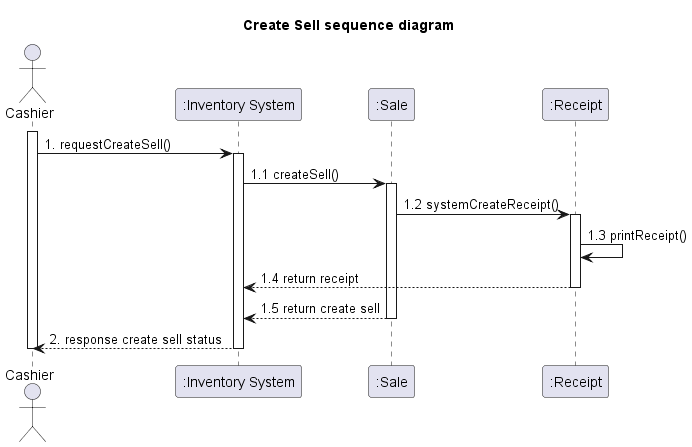 Create Sell sequence diagram
Cashier
:Inventory System
:Sale
:Receipt
1. requestCreateSell()
1.1 createSell()
1.2 systemCreateReceipt()
1.3 printReceipt()
1.4 return receipt
1.5 return create sell
2. response create sell status
Cashier
:Inventory System
:Sale
:Receipt